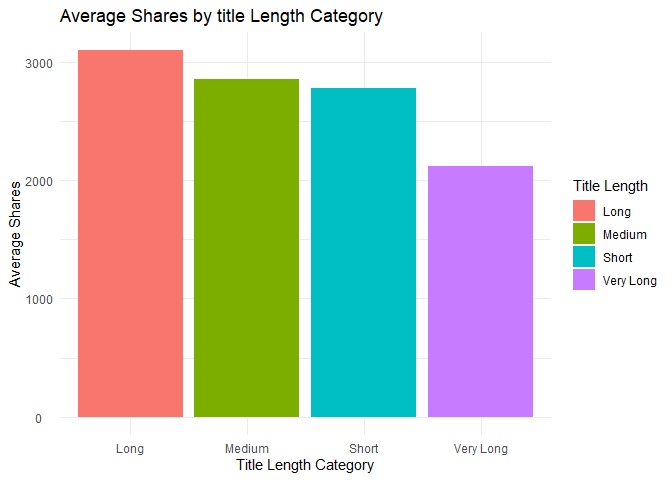 Average Shares by title Length Category
Average Shares
3000
2000
1000
0
Long Medium Short Very Long
Title Length Category
Title Length
Long
Medium
Short
Very Long